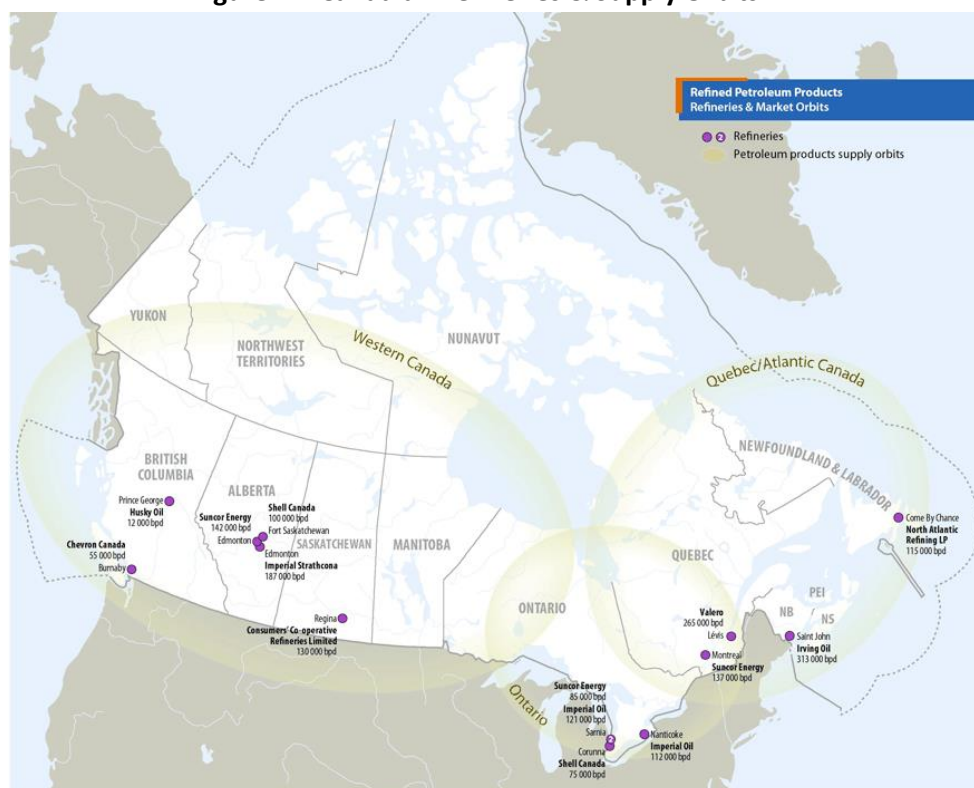 Refined Petroleum Products
Refineries & Market Orbits
2 Refineries
Petroleum products supply orbits
YUKON
NORTHWEST
TERRITORIES
NUNAVUT
Western Canada
Quebec/Atlantic Canada
NEWFOUNDLAND & LABRADOR
BRITISH
COLUMBIA
Prince George
Husky Oil
12 000 bpd
Chevron Canada
55 000 bpd
Burnaby
ALBERTA
Suncor Energy
142 000 bpd
Edmonton
Shell Canada
100 000 bpd
Fort Saskatchewan
Edmonton
Imperial Strathcona
187 000 bpd
SASKATCHEWAN
Regina
Consumers' Co-operative
Refineries Limited
130 000 bpd
MANITOBA
ONTARIO
Ontario
Suncor Energy
85 000 bpd
Imperial Oil
121 000 bpd
Sarnia
2
Corunna
Shell Canada
75 000 bpd
Nanticoke
Imperial Oil
112 000 bpd
QUEBEC
Valero
265 000 bpd
Lévis
Montreal
Suncor Energy
137 000 bpd
PEI
NB
NS
Saint John
Irving Oil
313 000 bpd
Come By Chance
North Atlantic
Refining LP
115 000 bpd